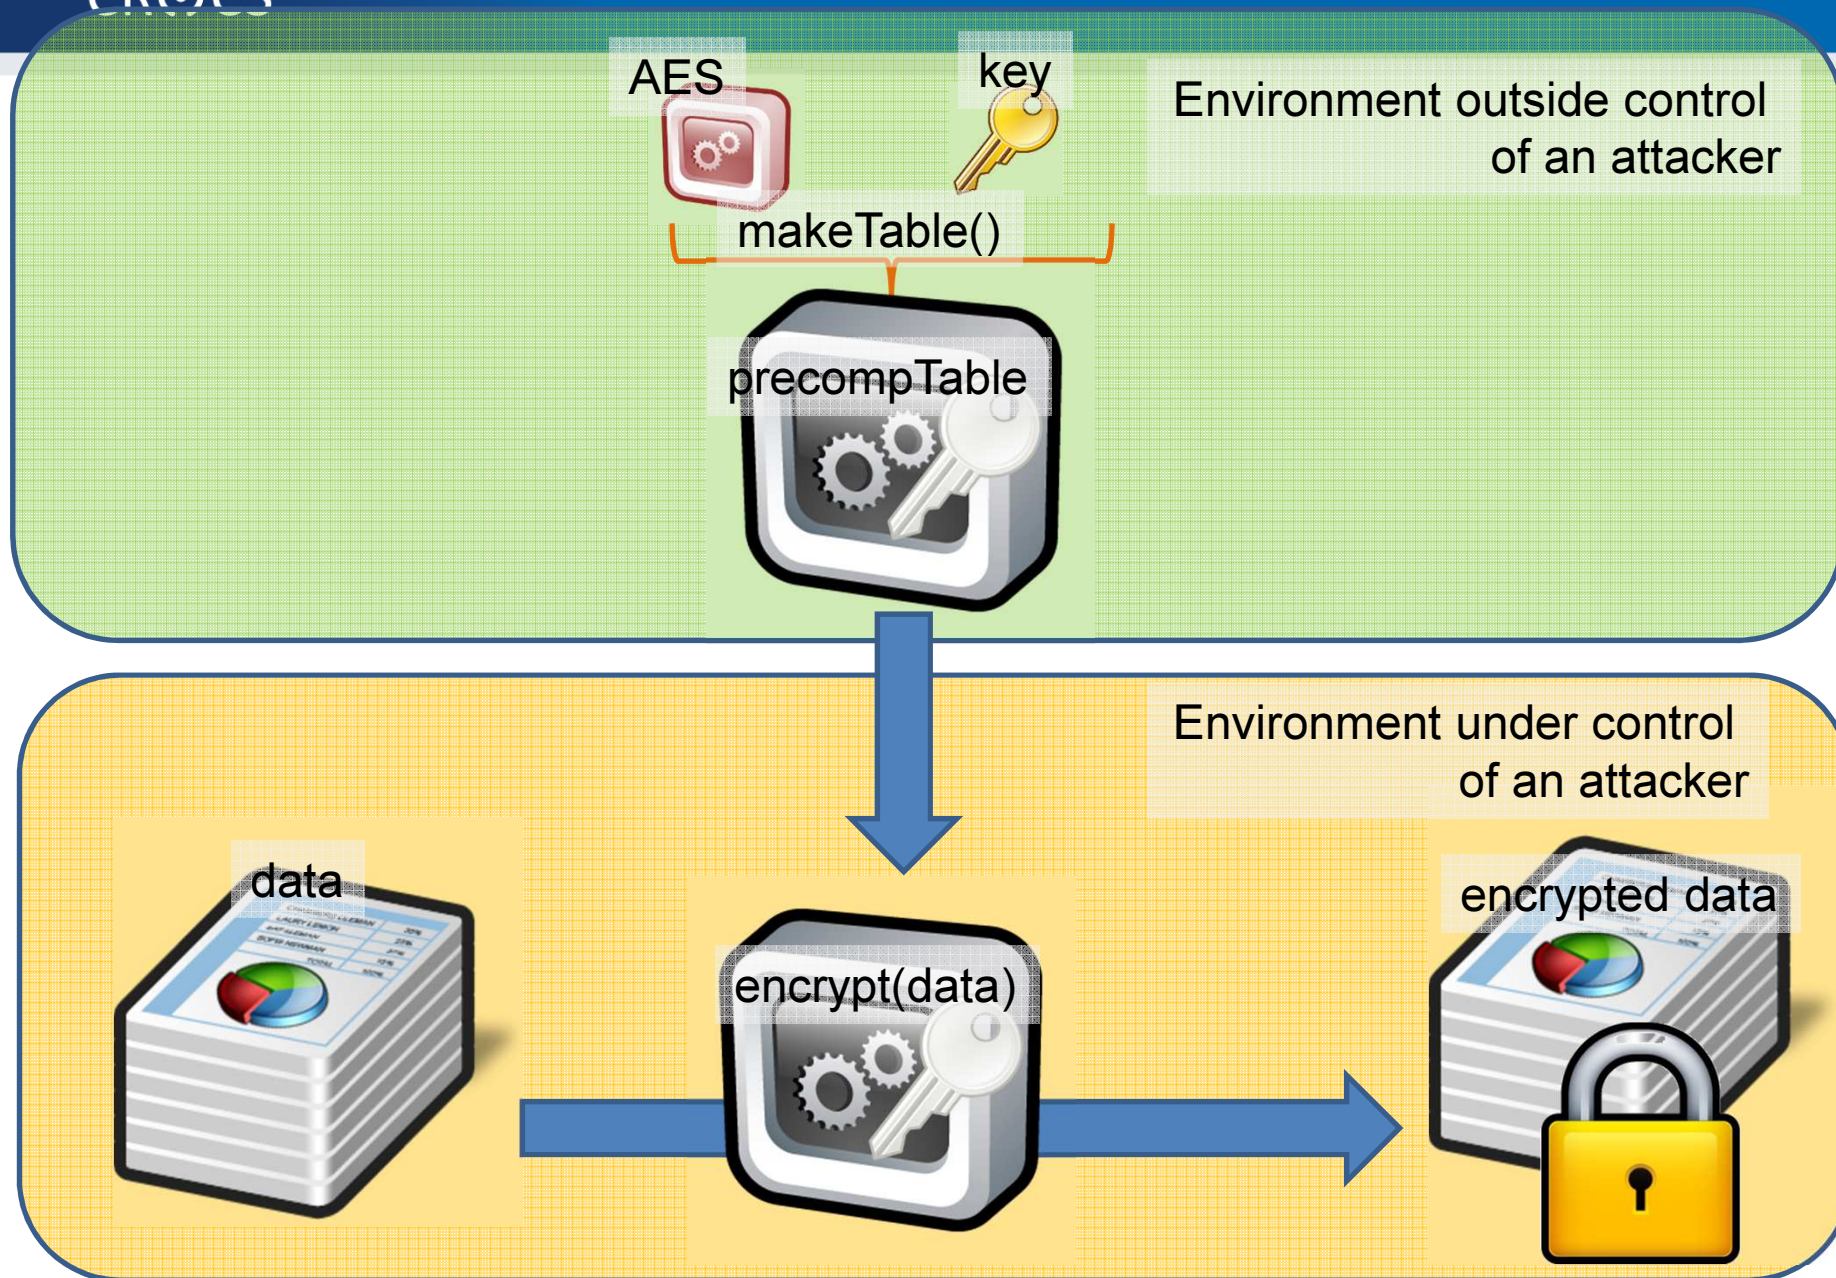 AES
key
Environment outside control
of an attacker
makeTable()
precompTable
Environment under control
of an attacker
data
encrypted data
encrypt(data)
TOTAL